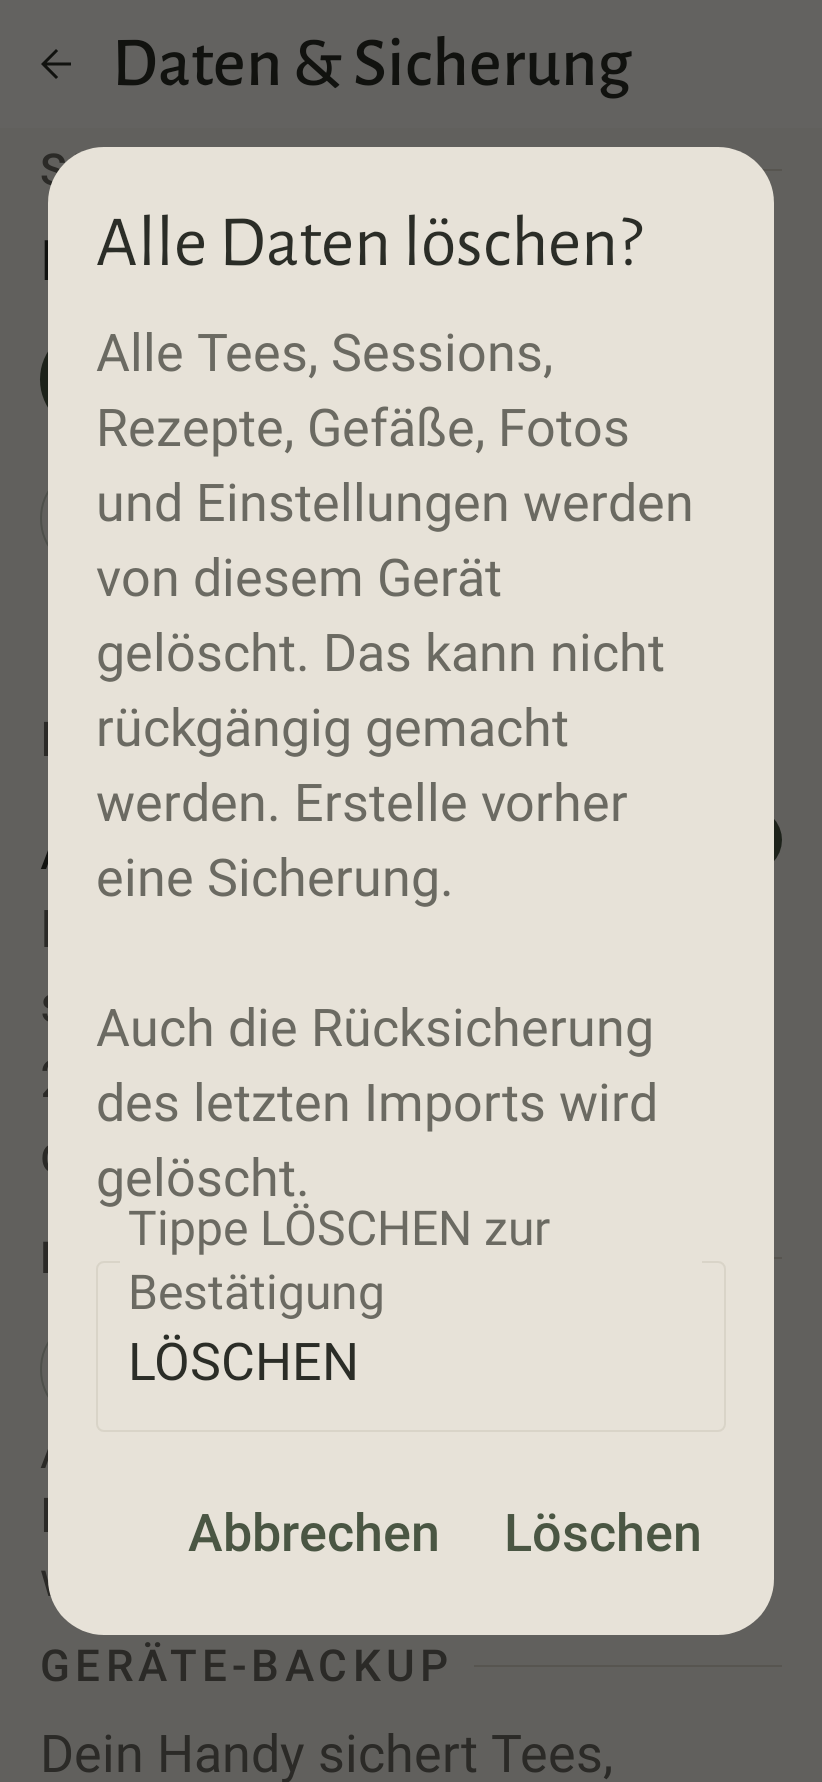 Daten & Sicherung
Alle Daten löschen?
Alle Tees, Sessions,
Rezepte, Gefäße, Fotos
und Einstellungen werden
von diesem Gerät
gelöscht. Das kann nicht
rückgängig gemacht
werden. Erstelle vorher
eine Sicherung.
Auch die Rücksicherung
des letzten Imports wird
gelöscht.
Tippe LÖSCHEN zur
Bestätigung
LÖSCHEN
Abbrechen Löschen
GERÄTE-BACKUP
Dein Handy sichert Tees,